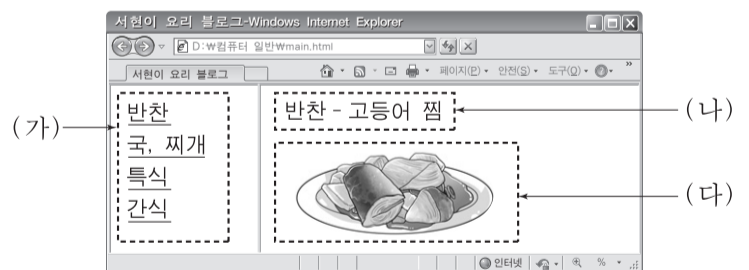 서현이 요리 블로그-Windows Internet Explorer
D:₩컴퓨터 일반₩main.html
서현이 요리 블로그
페이지(P) 안전(S) 도구(O) »
(가)
반찬
국, 찌개
특식
간식
반찬 - 고등어 찜
(나)
(다)
인터넷
%